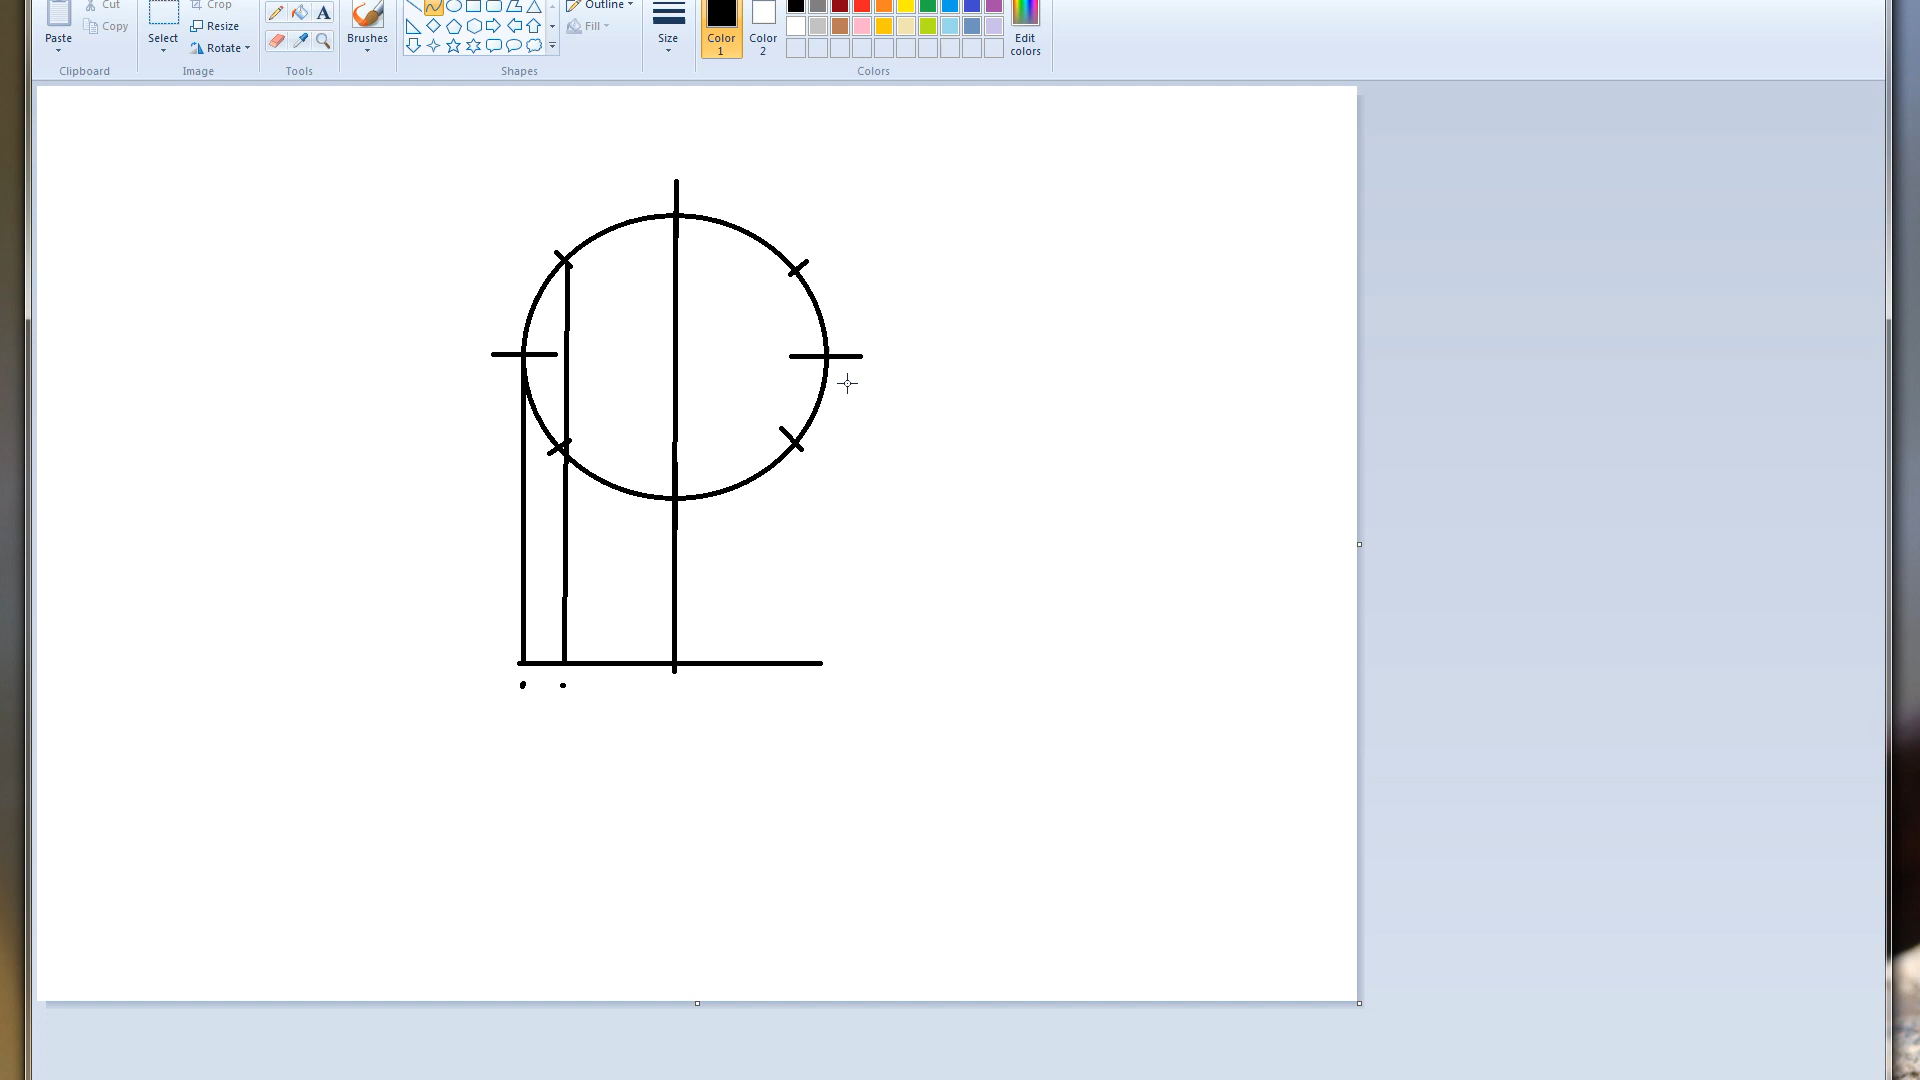 Cut
Crop
Outline
Copy
Resize
Fill
Paste
Select
Rotate
Brushes
Size
Color
1
Color
2
Edit
colors
Clipboard
Image
Tools
Shapes
Colors